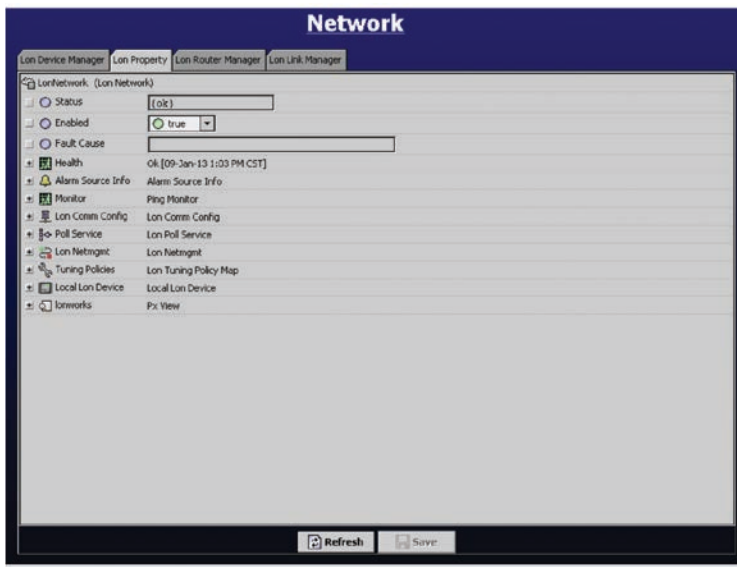 Network
Lon Device Manager Lon Property Lon Router Manager Lon Link Manager
LonNetwork (Lon Network)
Status {ok}
Enabled true
Fault Cause
Health Ok [09-Jan-13 1:03 PM CST]
Alarm Source Info Alarm Source Info
Monitor Ping Monitor
Lon Comm Config Lon Comm Config
Poll Service Lon Poll Service
Lon Netmgmt Lon Netmgmt
Tuning Policies Lon Tuning Policy Map
Local Lon Device Local Lon Device
lonworks Px View
Refresh Save